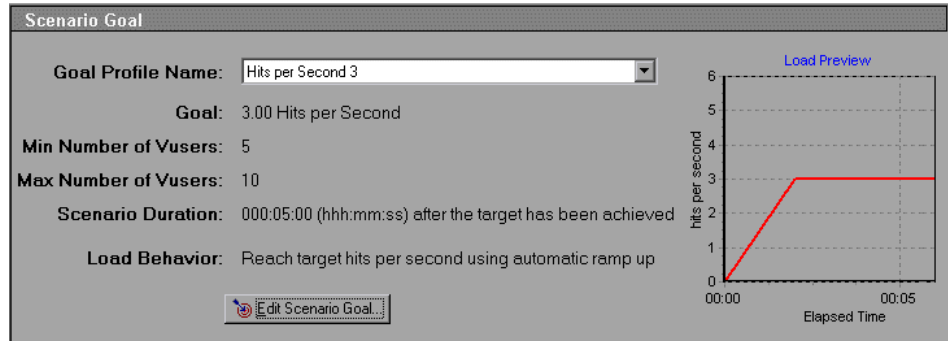 Scenario Goal
Goal Profile Name: Hits per Second 3
Goal: 3.00 Hits per Second
Min Number of Vusers: 5
Max Number of Vusers: 10
Scenario Duration: 000:05:00 (hhh:mm:ss) after the target has been achieved
Load Behavior: Reach target hits per second using automatic ramp up
Edit Scenario Goal...
Load Preview
hits per second
6
5
4
3
2
1
0
00:00 00:05
Elapsed Time